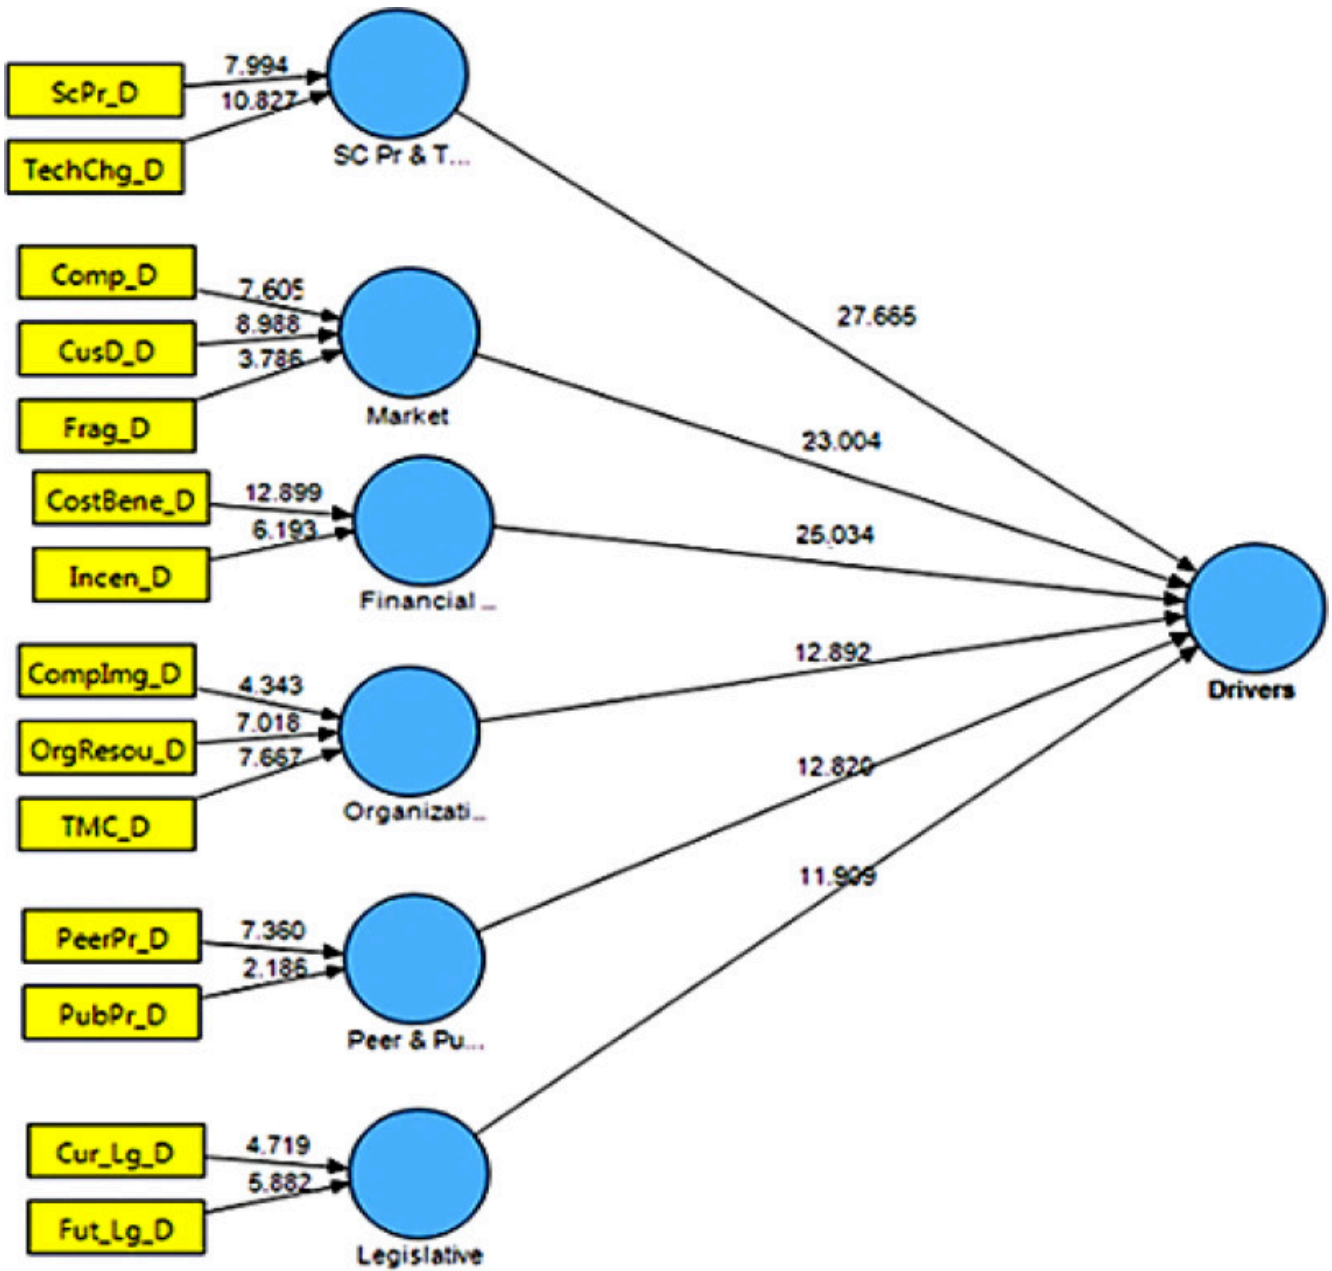 ScPr_D
7.994
10.827
TechChg_D
SC Pr & T...
Comp_D
7.605
CusD_D
8.988
3.786
Frag_D
Market
27.665
23.004
CostBene_D
12.899
6.193
Incen_D
Financial ...
25.034
Drivers
CompImg_D
4.343
OrgResou_D
7.018
7.667
TMC_D
Organizati...
12.892
12.820
11.909
PeerPr_D
7.360
2.186
PubPr_D
Peer & Pu...
Cur_Lg_D
4.719
5.882
Fut_Lg_D
Legislative